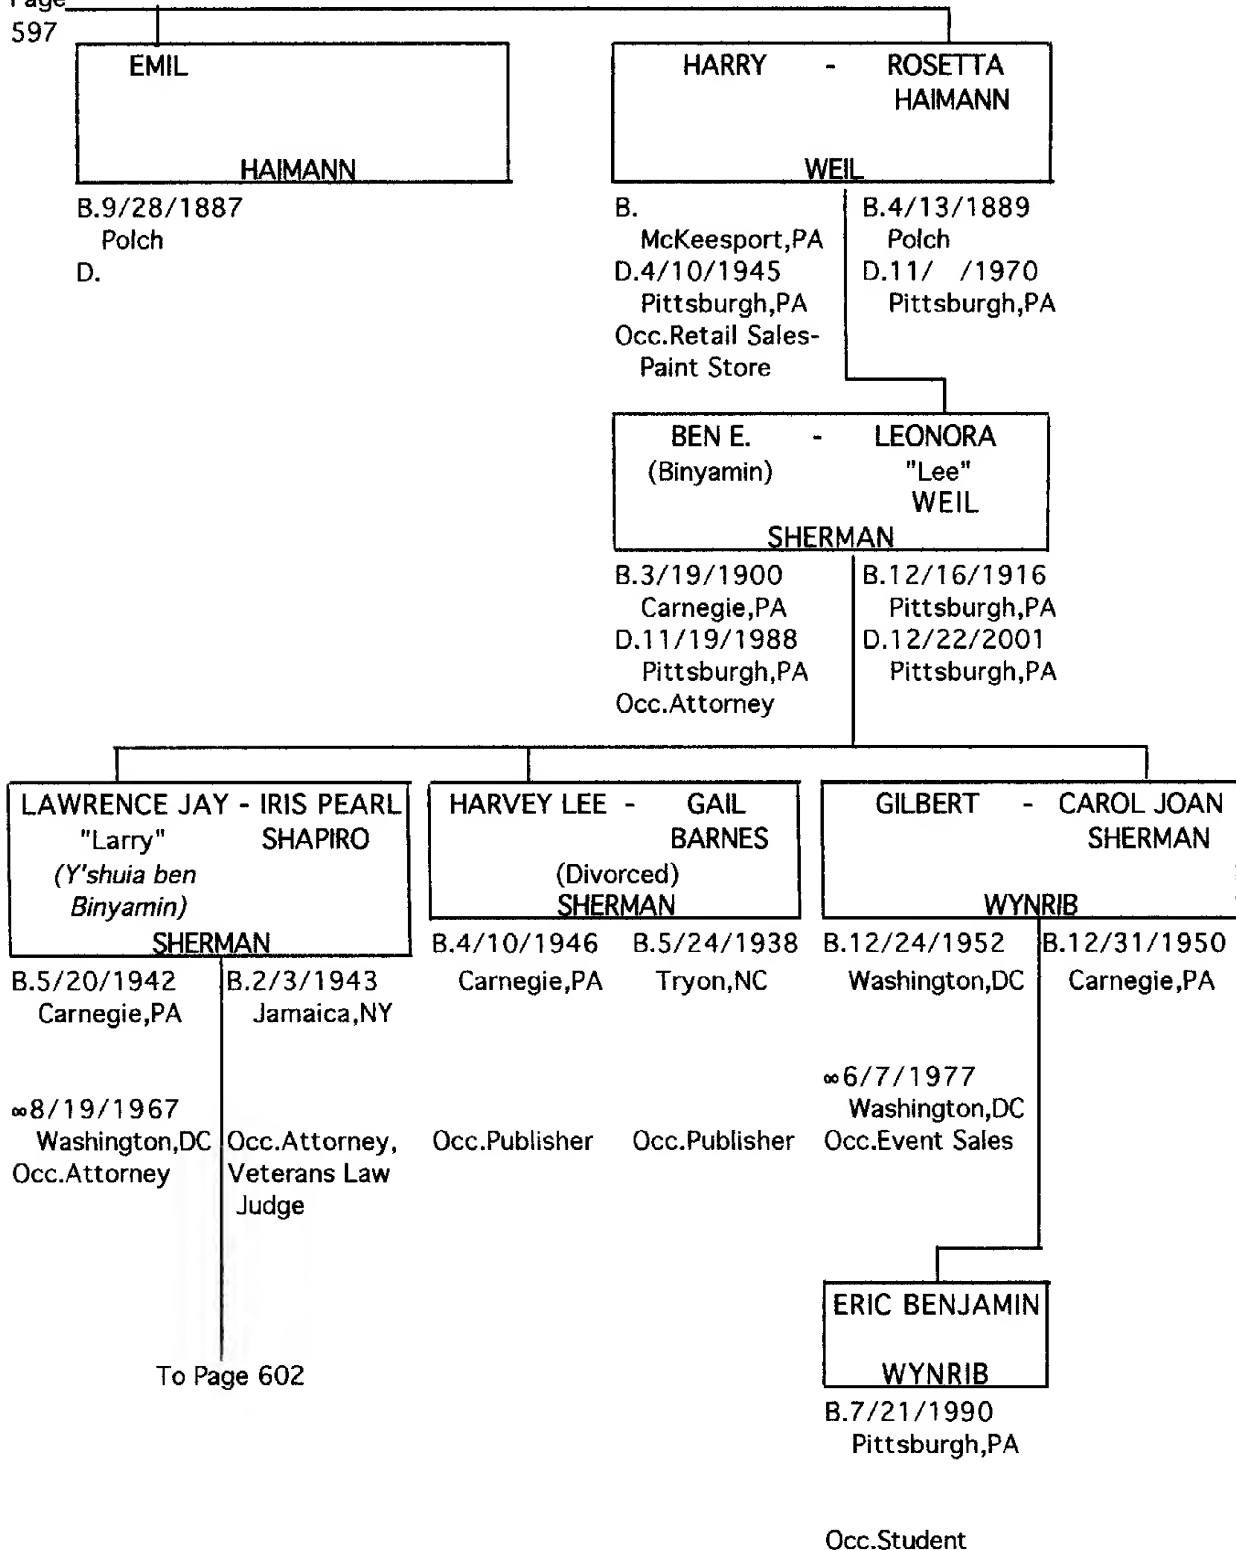 Page
597
EMIL
HAIMANN
B.9/28/1887
Polch
D.
HARRY - ROSETTA
HAIMANN
WEIL
B.
McKeesport,PA
D.4/10/1945
Pittsburgh,PA
Occ.Retail Sales-
Paint Store
B.4/13/1889
Polch
D.11/ /1970
Pittsburgh,PA
BEN E. - LEONORA
(Binyamin) "Lee"
WEIL
SHERMAN
B.3/19/1900
Carnegie,PA
D.11/19/1988
Pittsburgh,PA
Occ.Attorney
B.12/16/1916
Pittsburgh,PA
D.12/22/2001
Pittsburgh,PA
LAWRENCE JAY - IRIS PEARL
"Larry" SHAPIRO
(Y'shuia ben
Binyamin)
SHERMAN
B.5/20/1942
Carnegie,PA
∞8/19/1967
Washington,DC
Occ.Attorney
B.2/3/1943
Jamaica,NY
Occ.Attorney,
Veterans Law
Judge
To Page 602
HARVEY LEE - GAIL
BARNES
(Divorced)
SHERMAN
B.4/10/1946
Carnegie,PA
Occ.Publisher
B.5/24/1938
Tryon,NC
Occ.Publisher
GILBERT - CAROL JOAN
SHERMAN
WYNRIB
B.12/24/1952
Washington,DC
∞6/7/1977
Washington,DC
Occ.Event Sales
B.12/31/1950
Carnegie,PA
ERIC BENJAMIN
WYNRIB
B.7/21/1990
Pittsburgh,PA
Occ.Student